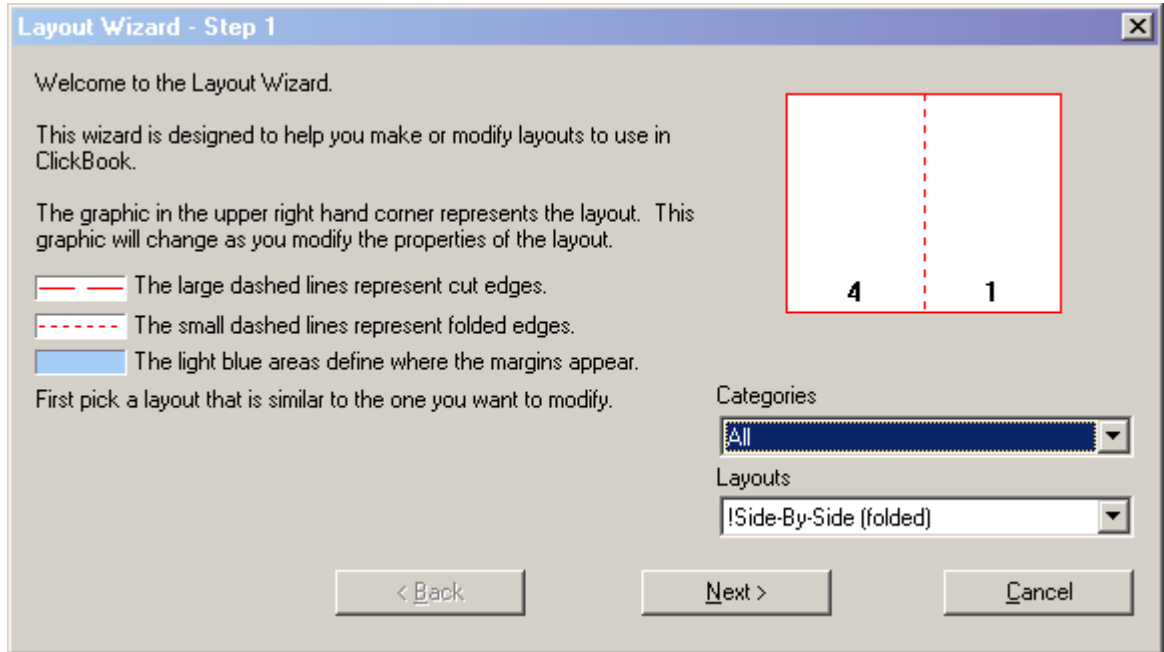 Layout Wizard - Step 1
Welcome to the Layout Wizard.
This wizard is designed to help you make or modify layouts to use in
ClickBook.
The graphic in the upper right hand corner represents the layout.  This
graphic will change as you modify the properties of the layout.
The large dashed lines represent cut edges.
The small dashed lines represent folded edges.
The light blue areas define where the margins appear.
First pick a layout that is similar to the one you want to modify.
4 1
Categories
All
Layouts
!Side-By-Side (folded)
< Back Next > Cancel